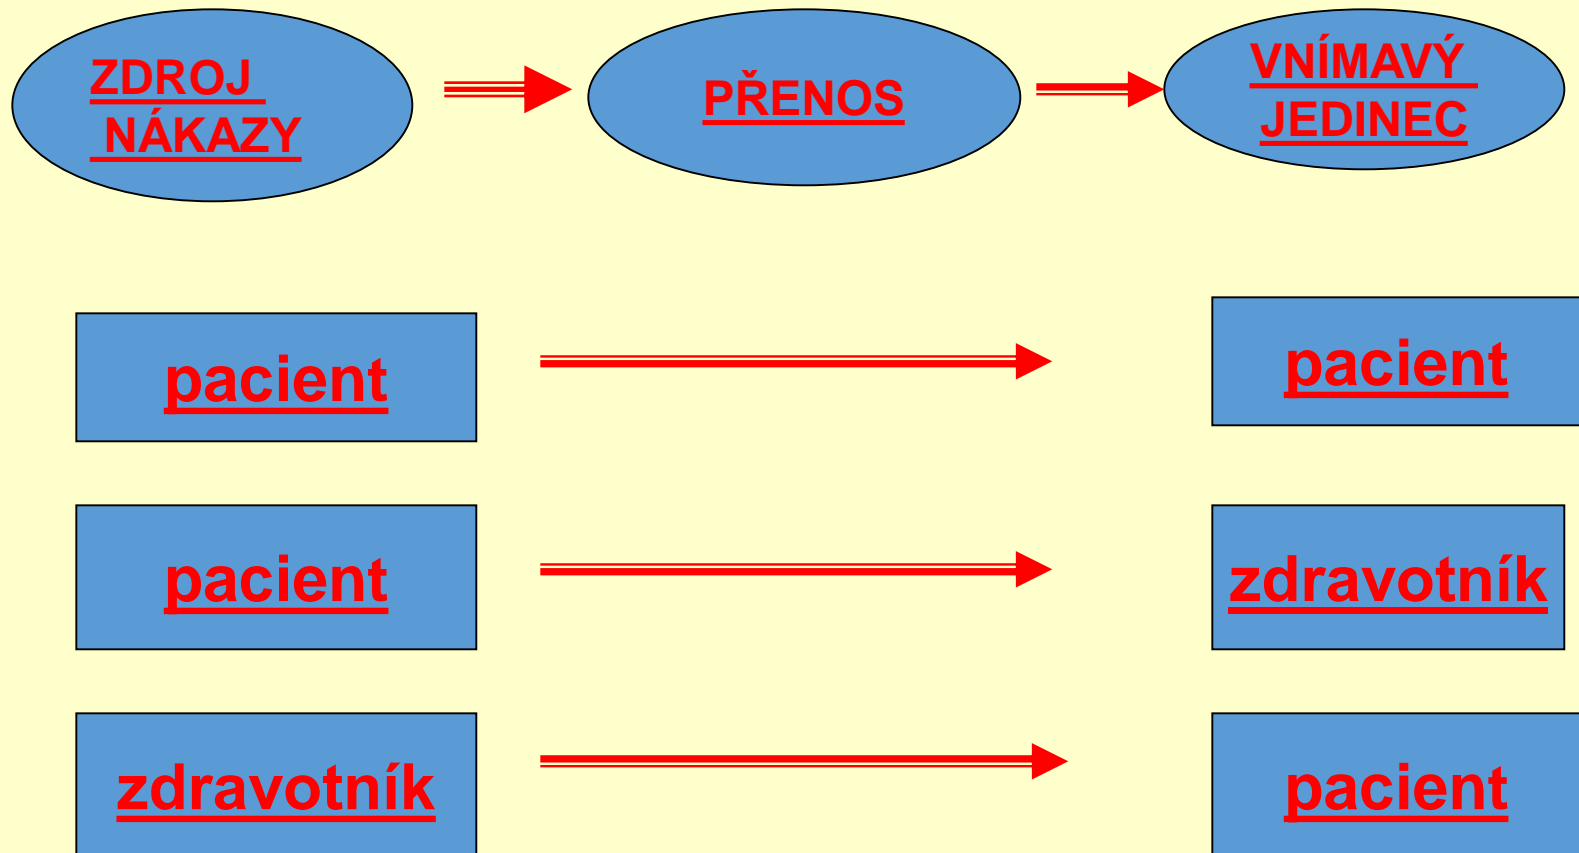 ZDROJ
NÁKAZY
PŘENOS
VNÍMAVÝ
JEDINEC
pacient
pacient
pacient
zdravotník
zdravotník
pacient